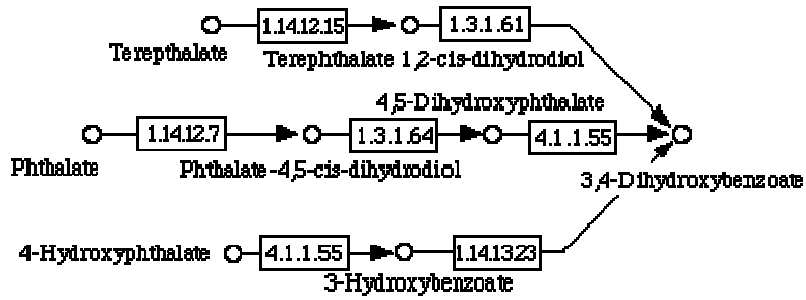 1.14.12.15
1.3.1.61
Terepthalate
Terephthalate 1,2-cis-dihydrodiol
4,5-Dihydroxyphthalate
1.14.12.7
1.3.1.64
4.1.1.55
Phthalate
Phthalate-4,5-cis-dihydrodiol
3,4-Dihydroxybenzoate
4-Hydroxyphthalate
4.1.1.55
1.14.13.23
3-Hydroxybenzoate